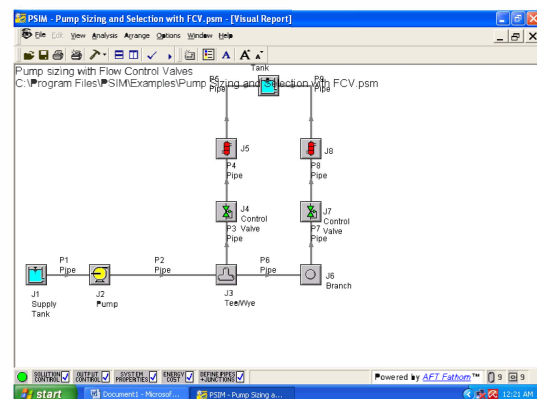 PSIM - Pump Sizing and Selection with FCV.psm - [Visual Report]
File Edit View Analysis Arrange Options Window Help
Pump sizing with Flow Control Valves
C:\Program Files\PSIM\Examples\Pump Sizing and Selection with FCV.psm
Tank
P5
Pipe
P9
Pipe
J5
J8
P4
Pipe
P8
Pipe
J4
Control
Valve
J7
Control
Valve
P3
Pipe
P7
Pipe
P1
Pipe
P2
Pipe
P6
Pipe
J1
Supply
Tank
J2
Pump
J3
Tee/Wye
J6
Branch
SOLUTION CONTROL
OUTPUT CONTROL
SYSTEM PROPERTIES
ENERGY COST
DEFINE PIPES + JUNCTIONS
Powered by AFT Fathom™ 9 9
start
Document1 - Microsof...
PSIM - Pump Sizing a...
12:21 AM